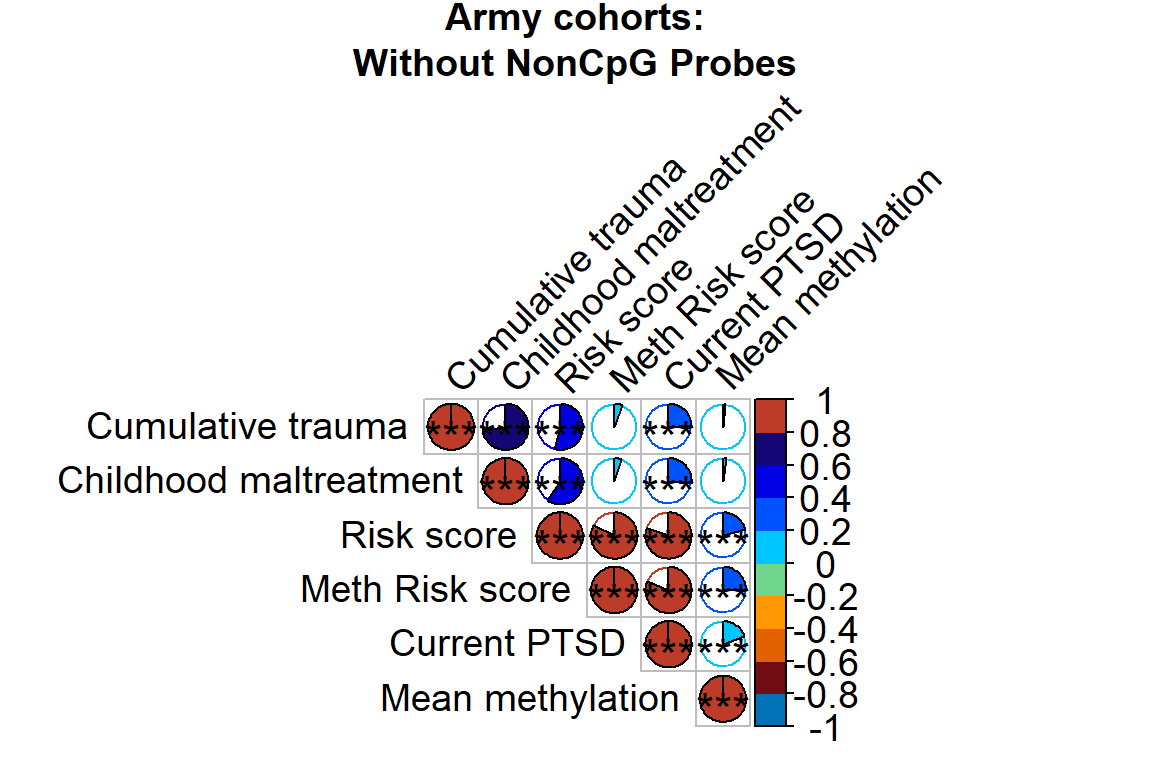 Army cohorts:
Without NonCpG Probes
Cumulative trauma
Childhood maltreatment
Risk score
Meth Risk score
Current PTSD
Mean methylation
Cumulative trauma *** *** *** ***
Childhood maltreatment *** *** ***
Risk score *** *** *** ***
Meth Risk score *** *** ***
Current PTSD *** ***
Mean methylation ***
1
0.8
0.6
0.4
0.2
0
-0.2
-0.4
-0.6
-0.8
-1